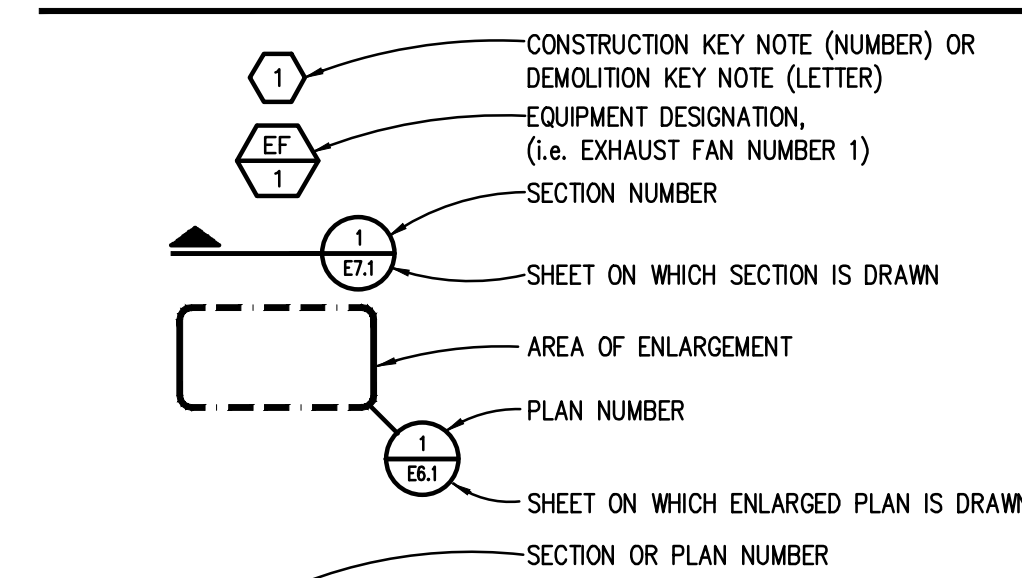 1
CONSTRUCTION KEY NOTE (NUMBER) OR
DEMOLITION KEY NOTE (LETTER)
EF
1
EQUIPMENT DESIGNATION,
(i.e. EXHAUST FAN NUMBER 1)
SECTION NUMBER
1
E7.1
SHEET ON WHICH SECTION IS DRAWN
AREA OF ENLARGEMENT
PLAN NUMBER
1
E6.1
SHEET ON WHICH ENLARGED PLAN IS DRAWN
SECTION OR PLAN NUMBER